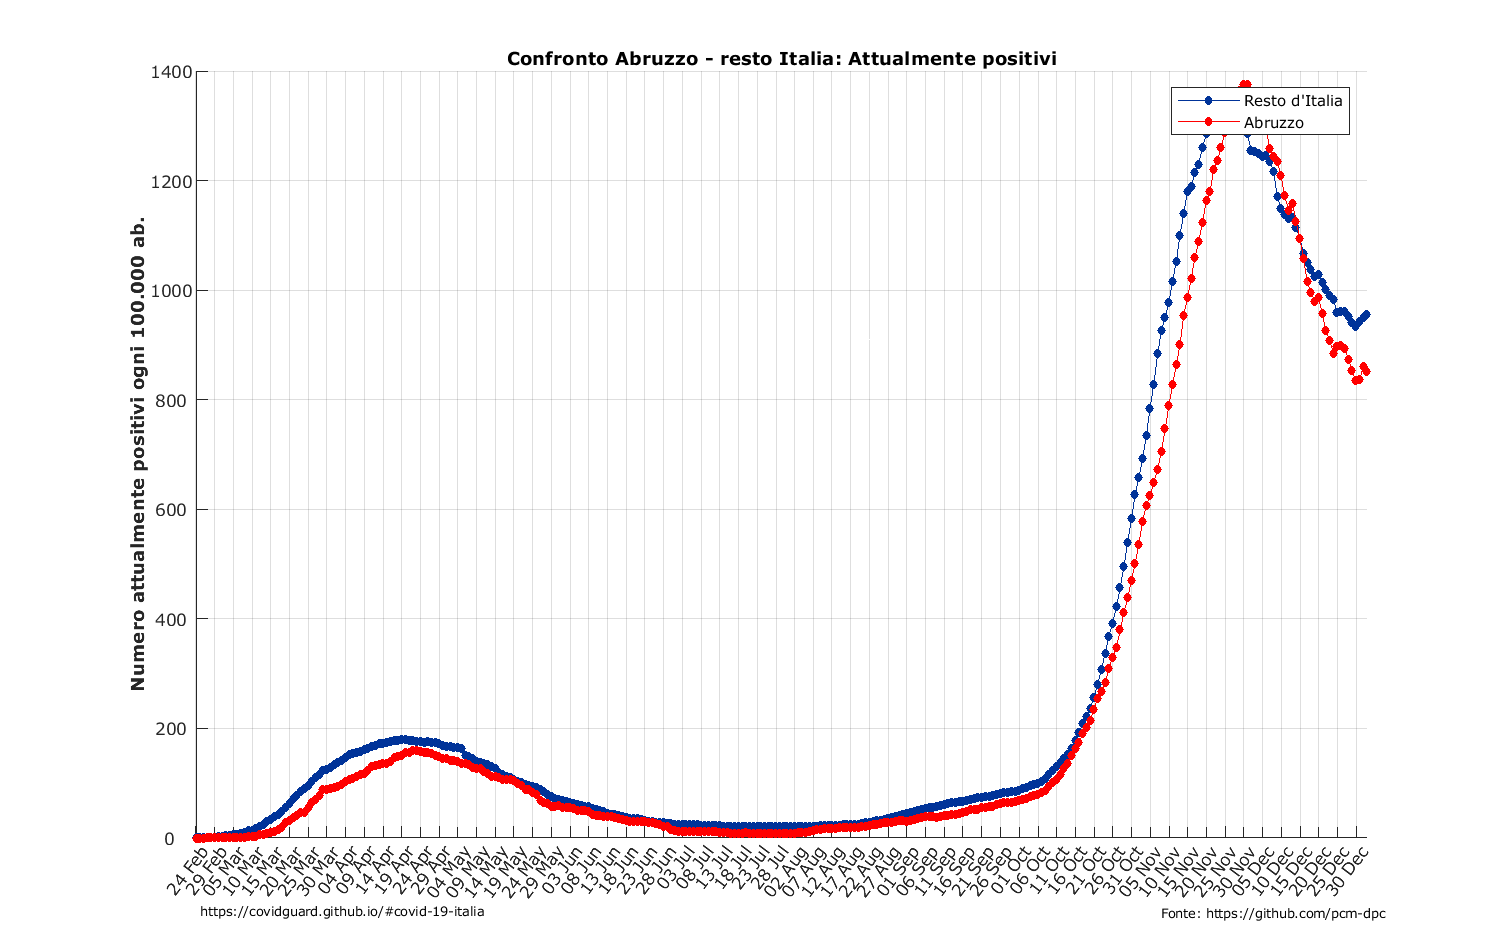 Confronto Abruzzo - resto Italia: Attualmente positivi
Numero attualmente positivi ogni 100.000 ab.
1400
1200
1000
800
600
400
200
0
Resto d'Italia
Abruzzo
24 Feb
29 Feb
05 Mar
10 Mar
15 Mar
20 Mar
25 Mar
30 Mar
04 Apr
09 Apr
14 Apr
19 Apr
24 Apr
29 Apr
04 May
09 May
14 May
19 May
24 May
29 May
03 Jun
08 Jun
13 Jun
18 Jun
23 Jun
28 Jun
03 Jul
08 Jul
13 Jul
18 Jul
23 Jul
28 Jul
02 Aug
07 Aug
12 Aug
17 Aug
22 Aug
27 Aug
01 Sep
06 Sep
11 Sep
16 Sep
21 Sep
26 Sep
01 Oct
06 Oct
11 Oct
16 Oct
21 Oct
26 Oct
31 Oct
05 Nov
10 Nov
15 Nov
20 Nov
25 Nov
30 Nov
05 Dec
10 Dec
15 Dec
20 Dec
25 Dec
30 Dec
https://covidguard.github.io/#covid-19-italia
Fonte: https://github.com/pcm-dpc